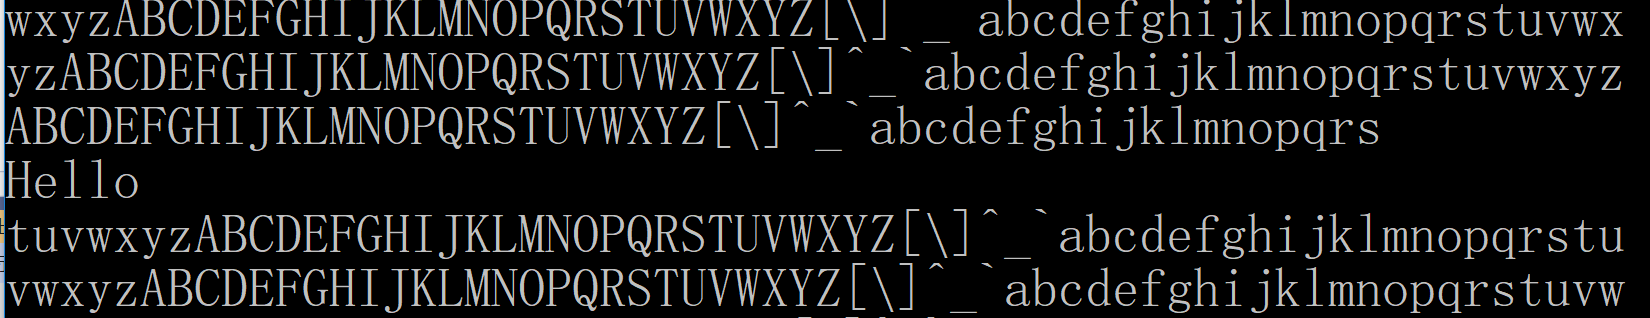 wxyzABCDEFGHIJKLMNOPQRSTUVWXYZ[\]^_`abcdefghijklmnopqrstuvwx
yzABCDEFGHIJKLMNOPQRSTUVWXYZ[\]^_`abcdefghijklmnopqrstuvwxyz
ABCDEFGHIJKLMNOPQRSTUVWXYZ[\]^_`abcdefghijklmnopqrs
Hello
tuvwxyzABCDEFGHIJKLMNOPQRSTUVWXYZ[\]^_`abcdefghijklmnopqrstu
vwxyzABCDEFGHIJKLMNOPQRSTUVWXYZ[\]^_`abcdefghijklmnopqrstuvw